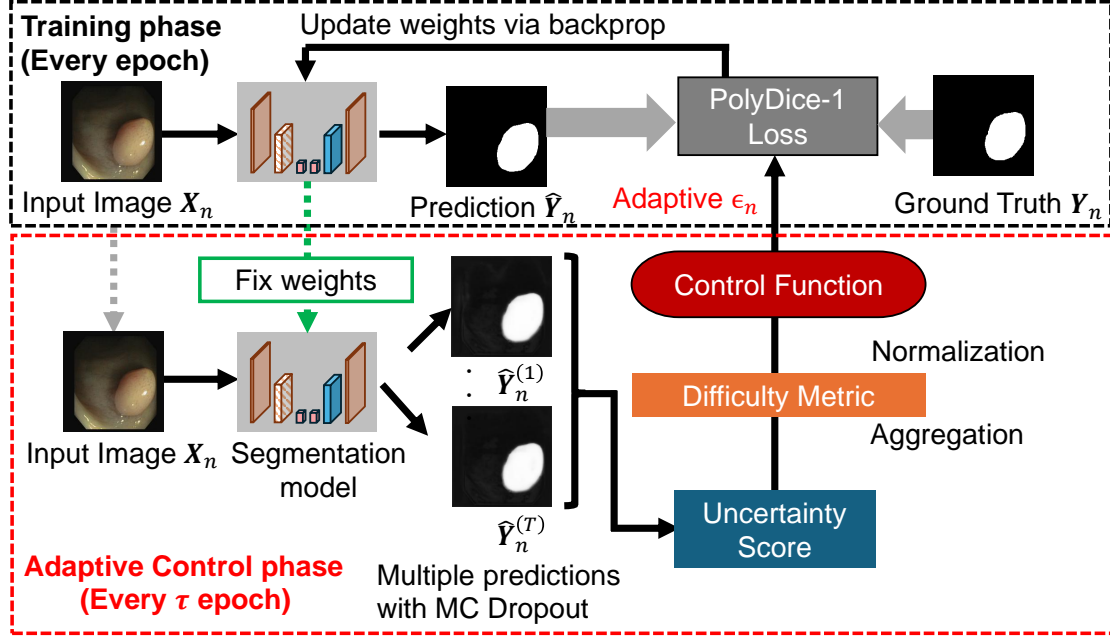 Training phase
(Every epoch)
Update weights via backprop
PolyDice-1
Loss
Input Image Xₙ
Prediction Ŷₙ
Adaptive ϵₙ
Ground Truth Yₙ
Fix weights
Control Function
Ŷₙ⁽¹⁾
:
:
Normalization
Difficulty Metric
Aggregation
Input Image Xₙ
Segmentation
model
Ŷₙ⁽ᵀ⁾
Uncertainty
Score
Adaptive Control phase
(Every τ epoch)
Multiple predictions
with MC Dropout